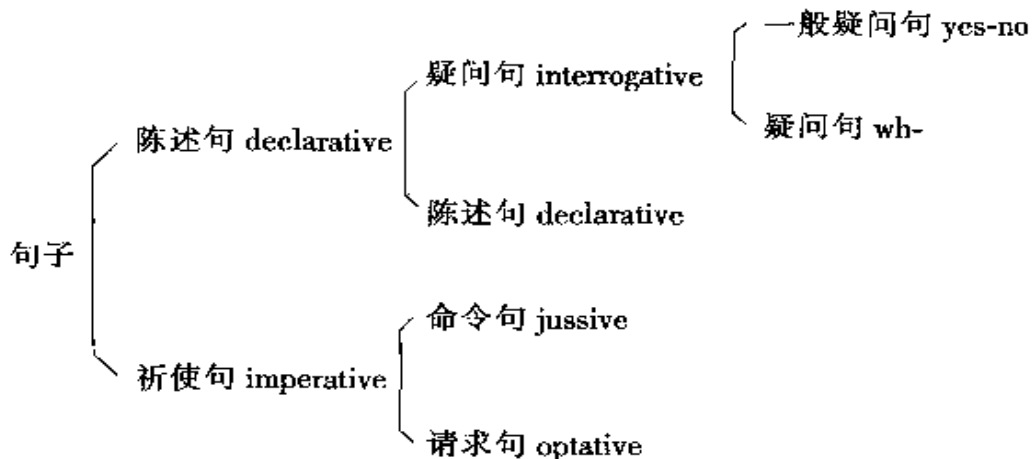 一般疑问句 yes-no
疑问句 interrogative
疑问句 wh-
陈述句 declarative
陈述句 declarative
句子
命令句 jussive
祈使句 imperative
请求句 optative